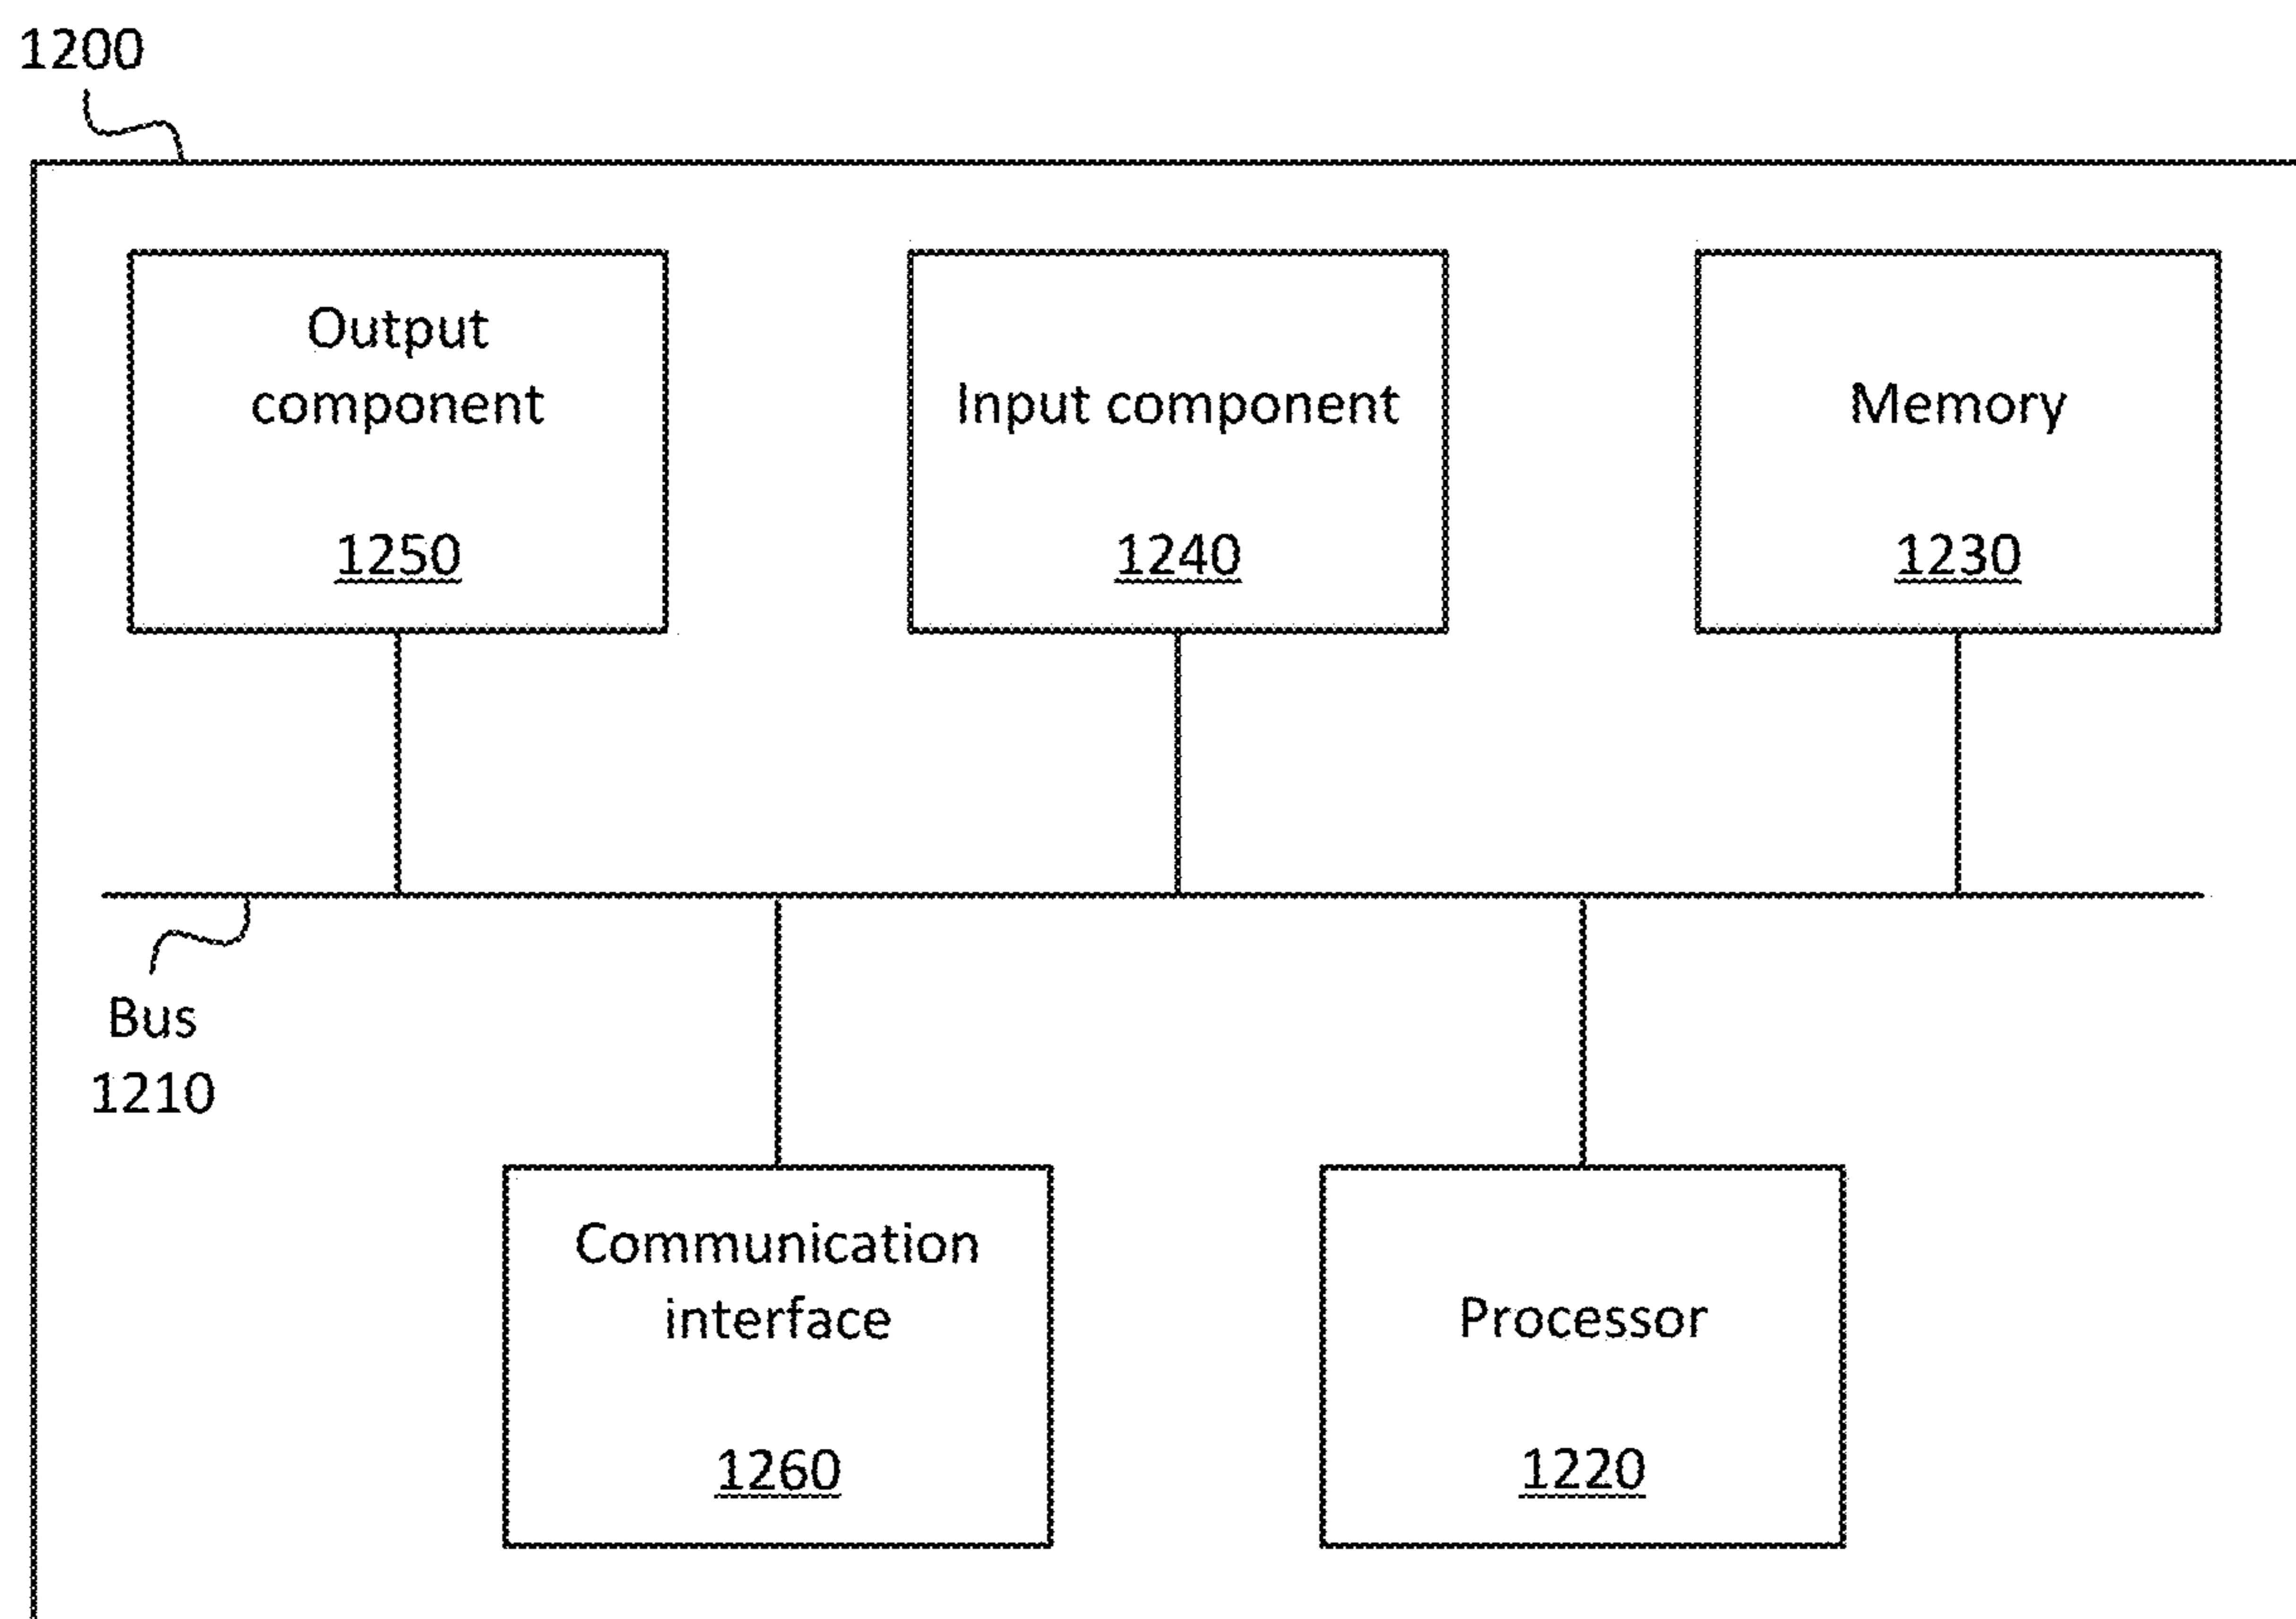 1200
Output
component
1250
Input component
1240
Memory
1230
Bus
1210
Communication
interface
1260
Processor
1220